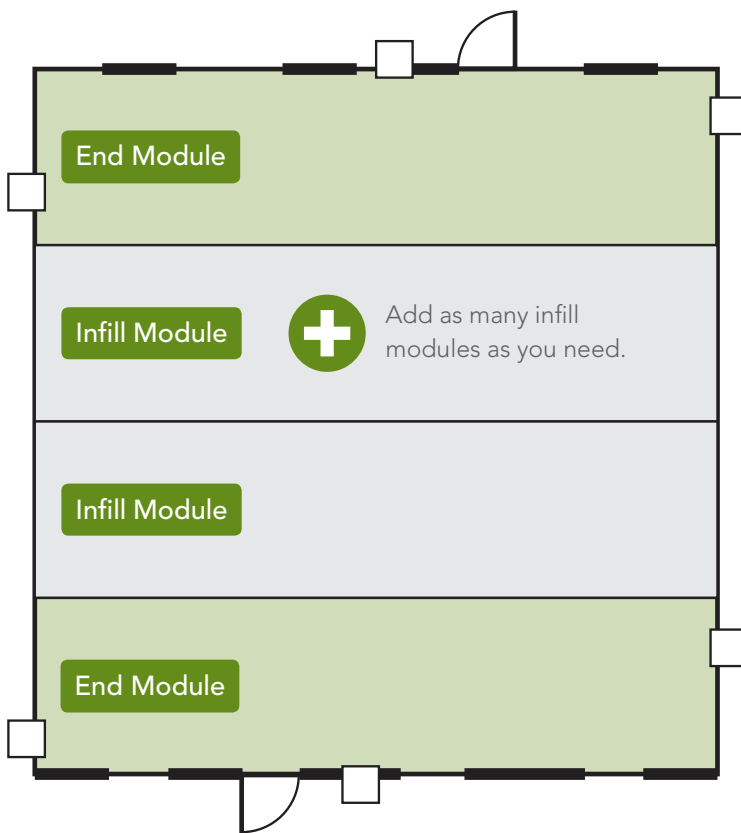 End Module
Infill Module
Add as many infill
modules as you need.
Infill Module
End Module